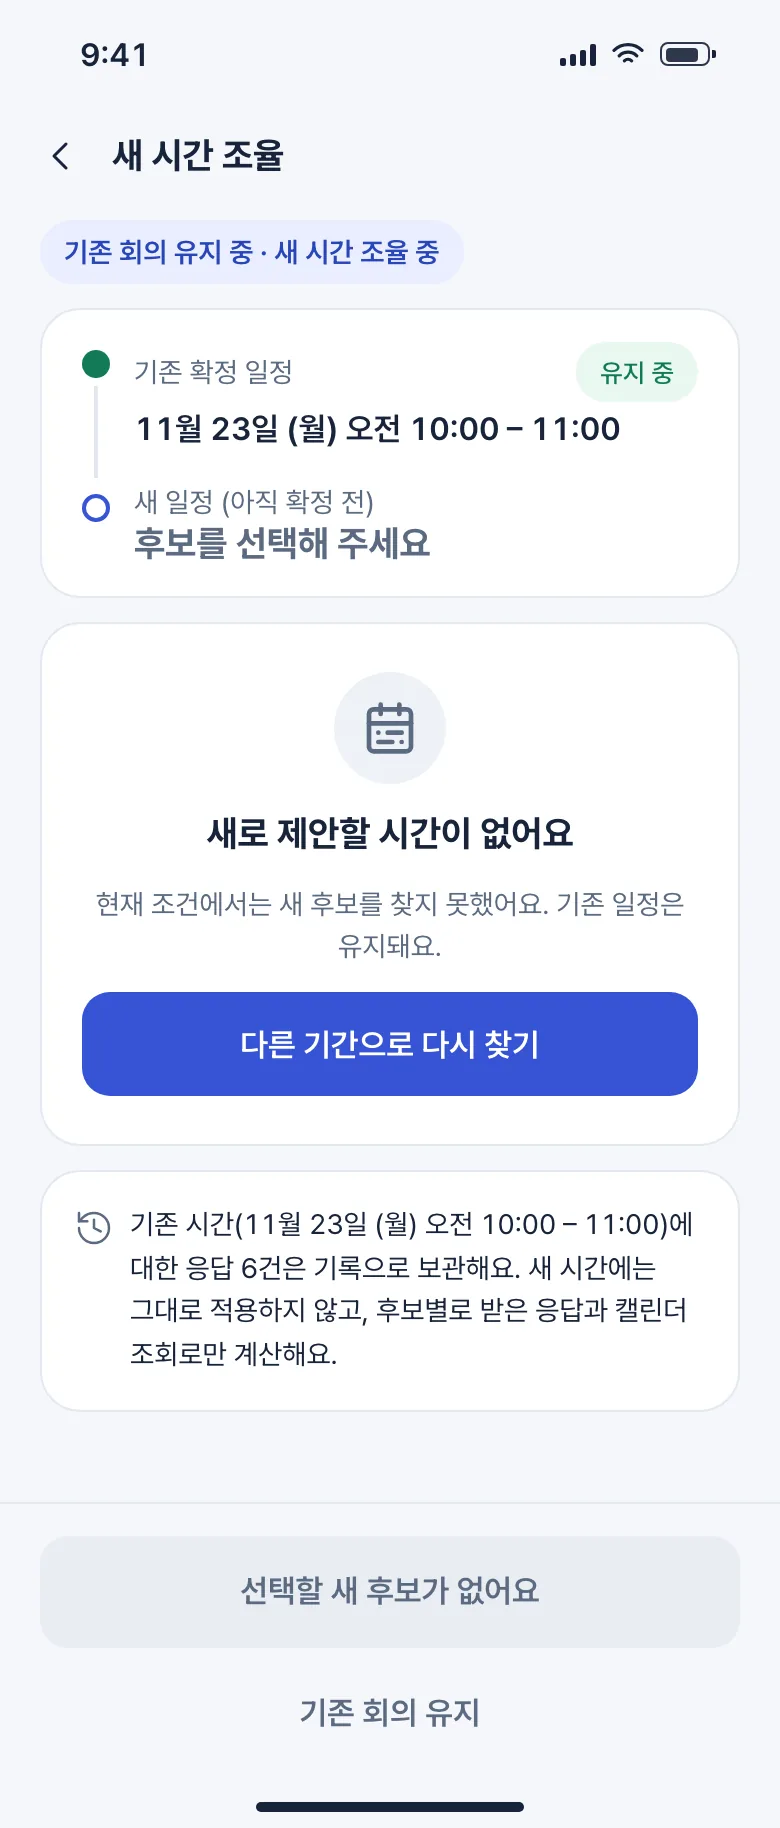 9:41
새 시간 조율
기존 회의 유지 중 · 새 시간 조율 중
기존 확정 일정
유지 중
11월 23일 (월) 오전 10:00 – 11:00
새 일정 (아직 확정 전)
후보를 선택해 주세요
새로 제안할 시간이 없어요
현재 조건에서는 새 후보를 찾지 못했어요. 기존 일정은
유지돼요.
다른 기간으로 다시 찾기
기존 시간(11월 23일 (월) 오전 10:00 – 11:00)에
대한 응답 6건은 기록으로 보관해요. 새 시간에는
그대로 적용하지 않고, 후보별로 받은 응답과 캘린더
조회로만 계산해요.
선택할 새 후보가 없어요
기존 회의 유지